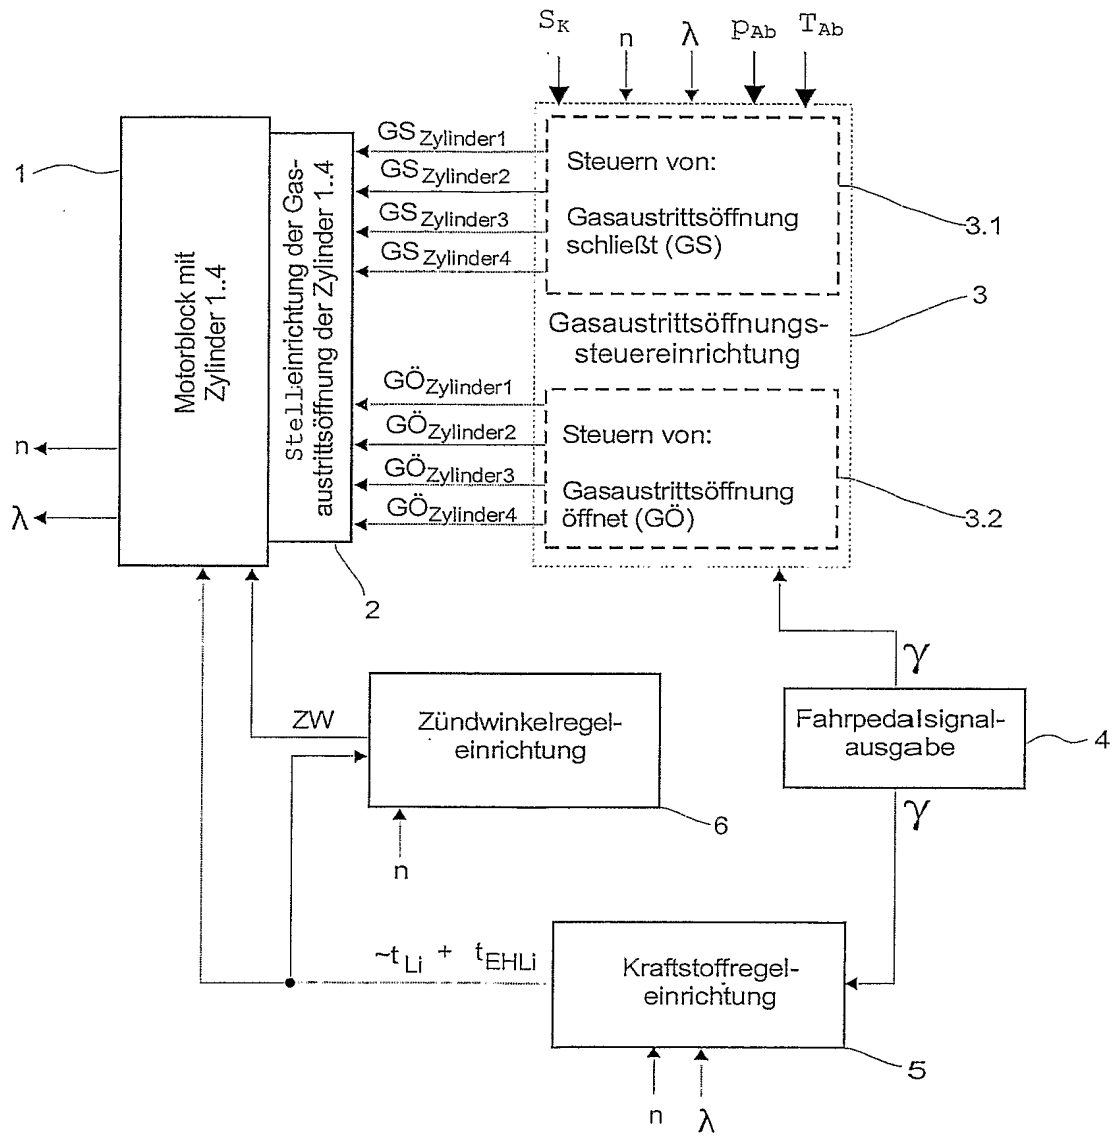 S_K
n
λ
p_Ab
T_Ab
1
Motorblock mit
Zylinder 1..4
Stelleinrichtung der Gas-
austrittsöffnung der Zylinder 1..4
GS_Zylinder1
GS_Zylinder2
GS_Zylinder3
GS_Zylinder4
Steuern von:
Gasaustrittsöffnung
schließt (GS)
3.1
3
Gasaustrittsöffnungs-
steuereinrichtung
GÖ_Zylinder1
GÖ_Zylinder2
GÖ_Zylinder3
GÖ_Zylinder4
Steuern von:
Gasaustrittsöffnung
öffnet (GÖ)
3.2
n
λ
2
γ
ZW
Zündwinkelregel-
einrichtung
6
n
Fahrpedalsignal-
ausgabe
4
γ
~t_Li + t_EHLi
Kraftstoffregel-
einrichtung
5
n
λ